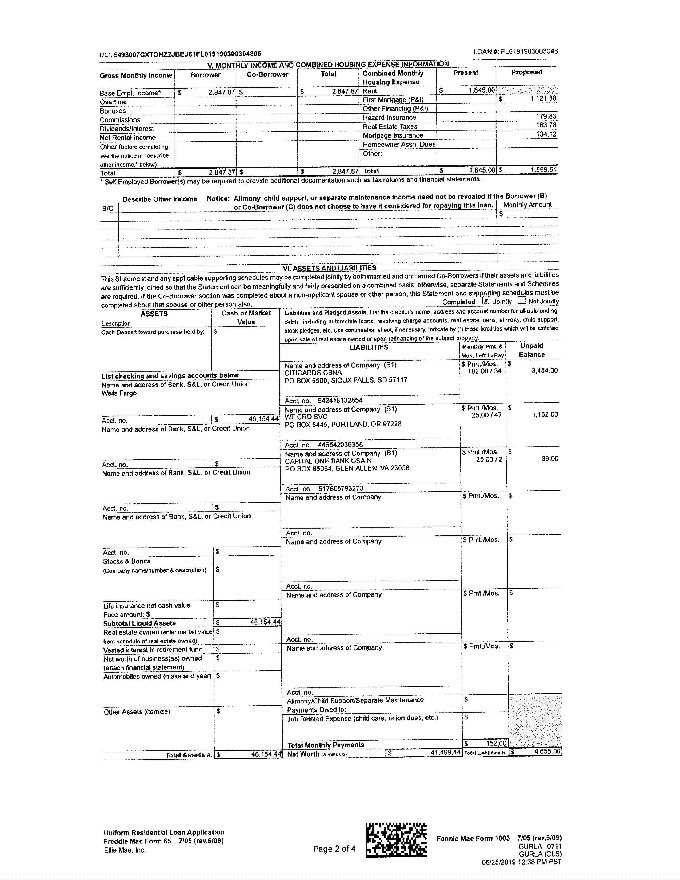 LOAN #: FL0191903003045
V. MONTHLY INCOME AND COMBINED HOUSING EXPENSE INFORMATION
Gross Monthly Income Borrower Co-Borrower Total Combined Monthly Housing Expense Present Proposed
Base Empl. Income* $ 2,847.87 $ $ 2,847.87 Rent $ 1,845.00
Overtime First Mortgage (P&I) $
Bonuses Other Financing (P&I)
Commissions Hazard Insurance 179.83
Dividends/Interest Real Estate Taxes
Net Rental Income Mortgage Insurance 134.12
Other (before completing, Homeowner Assn. Dues
see the notice in "describe Other:
other income," below)
Total $ 2,847.87 $ $ 2,847.87 Total $ 1,845.00 $
* Self Employed Borrower(s) may be required to provide additional documentation such as tax returns and financial statements.
Describe Other Income Notice: Alimony, child support, or separate maintenance income need not be revealed if the Borrower (B)
or Co-Borrower (C) does not choose to have it considered for repaying this loan.
B/C Monthly Amount
$
VI. ASSETS AND LIABILITIES
This Statement and any applicable supporting schedules may be completed jointly by both married and unmarried Co-Borrowers if their assets and liabilities
are sufficiently joined so that the Statement can be meaningfully and fairly presented on a combined basis; otherwise, separate Statements and Schedules
are required. If the Co-Borrower section was completed about a non-applicant spouse or other person, this Statement and supporting schedules must be
completed about that spouse or other person also.
Completed Jointly Not Jointly
ASSETS Cash or Market Value
Description
Cash Deposit toward purchase held by: $
Liabilities and Pledged Assets. List the creditor's name, address and account number for all outstanding
debts, including automobile loans, revolving charge accounts, real estate loans, alimony, child support,
stock pledges, etc. Use continuation sheet, if necessary. Indicate by (*) those liabilities which will be satisfied
upon sale of real estate owned or upon refinancing of the subject property.
LIABILITIES Monthly Pmt. & Mos. Left to Pay Unpaid Balance
List checking and savings accounts below
Name and address of Bank, S&L, or Credit Union
Wells Fargo
Acct. no. $ 46,154.44
Name and address of Company (B1) $ Pmt./Mos. $
CITICARDS CBNA 102.00 / 34 3,454.00
PO BOX 6500, SIOUX FALLS, SD 57117
Acct. no. 542418132854
Name and address of Company (B1) $ Pmt./Mos. $
WF CRD SVC 25.00 / 47 1,162.00
PO BOX 5445, PORTLAND, OR 97228
Name and address of Bank, S&L, or Credit Union
Acct. no. $
Acct. no. 446542036356
Name and address of Company (B1) $ Pmt./Mos. $
CAPITAL ONE BANK USA N 25.00 / 2 39.00
PO BOX 85064, GLEN ALLEN, VA 23058
Acct. no. 517805793273
Name and address of Bank, S&L, or Credit Union
Acct. no. $
Name and address of Company $ Pmt./Mos. $
Acct. no.
Name and address of Bank, S&L, or Credit Union
Acct. no. $
Name and address of Company $ Pmt./Mos. $
Stocks & Bonds
(Company name/number & description) $
Acct. no.
Name and address of Company $ Pmt./Mos. $
Life insurance net cash value $
Face amount: $
Subtotal Liquid Assets $ 46,154.44
Real estate owned (enter market value $
from schedule of real estate owned)
Vested interest in retirement fund $
Net worth of business(es) owned $
(attach financial statement)
Automobiles owned (make and year) $
Acct. no.
Name and address of Company $ Pmt./Mos. $
Acct. no.
Alimony/Child Support/Separate Maintenance
Payments Owed to: $
Other Assets (itemize) $
Job Related Expense (child care, union dues, etc.) $
Total Monthly Payments $ 152.00
Total Assets a. $ 46,154.44 Net Worth $ 41,499.44 Total Liabilities b. $ 4,655.00
Uniform Residential Loan Application
Freddie Mac Form 65 7/05 (rev.6/09)
Ellie Mae, Inc.
Page 2 of 4
Fannie Mae Form 1003 7/05 (rev.6/09)
GURLA 0791
GURLA (CLS)
06/25/2019 12:38 PM PST